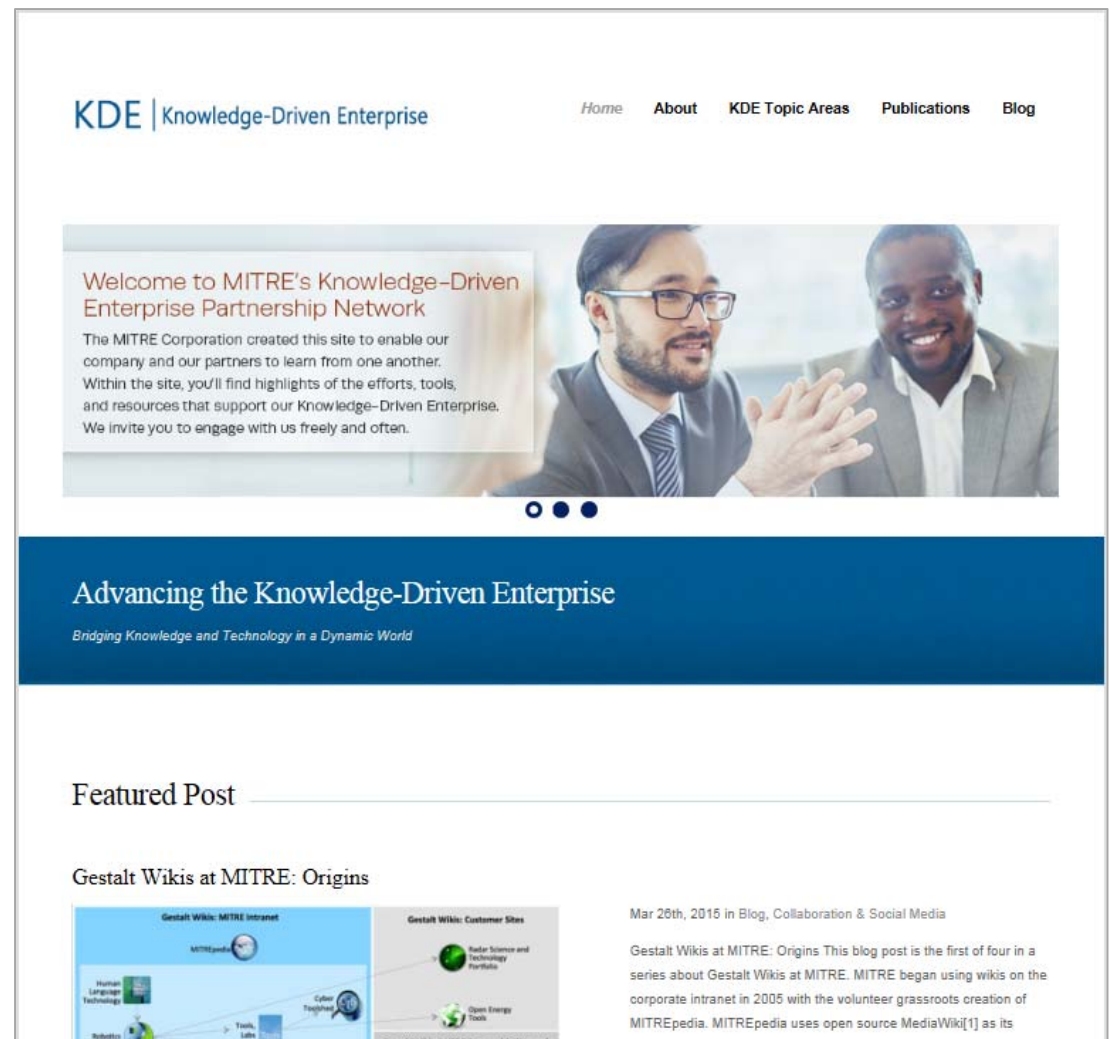 KDE | Knowledge-Driven Enterprise
Home About KDE Topic Areas Publications Blog
Welcome to MITRE's Knowledge-Driven
Enterprise Partnership Network
The MITRE Corporation created this site to enable our
company and our partners to learn from one another.
Within the site, you'll find highlights of the efforts, tools,
and resources that support our Knowledge-Driven Enterprise.
We invite you to engage with us freely and often.
Advancing the Knowledge-Driven Enterprise
Bridging Knowledge and Technology in a Dynamic World
Featured Post
Gestalt Wikis at MITRE: Origins
Gestalt Wikis: MITRE Intranet
MITREpedia
Human
Language
Technology
Cyber
Toolshed
Robotics
Tools,
Labs
Gestalt Wikis: Customer Sites
Radar Science and
Technology
Portfolio
Open Energy
Tools
Mar 26th, 2015 in Blog, Collaboration & Social Media
Gestalt Wikis at MITRE: Origins This blog post is the first of four in a
series about Gestalt Wikis at MITRE. MITRE began using wikis on the
corporate intranet in 2005 with the volunteer grassroots creation of
MITREpedia. MITREpedia uses open source MediaWiki[1] as its